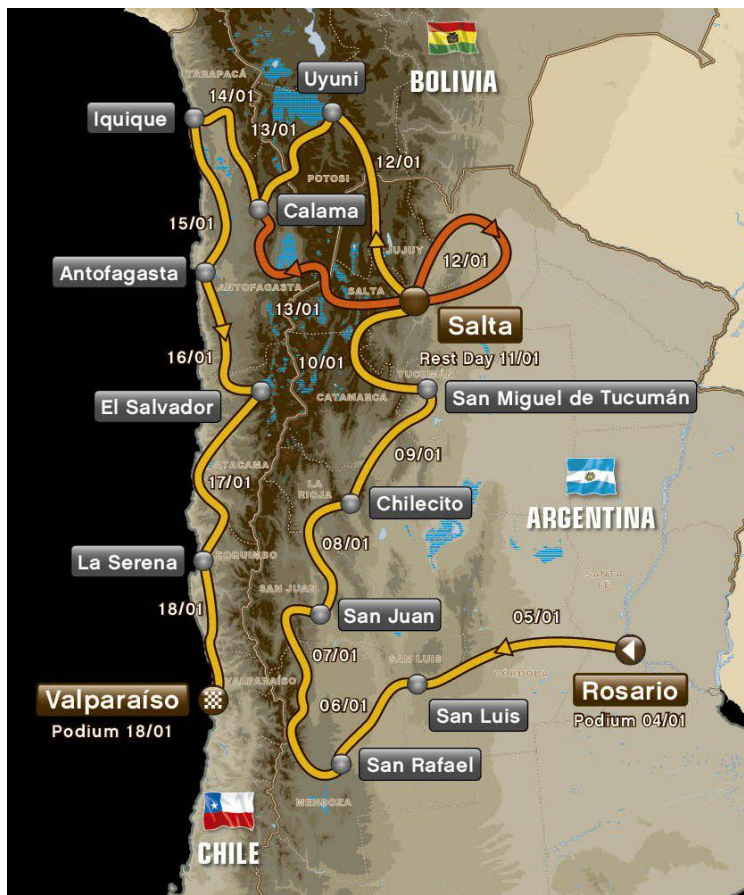 BOLIVIA
Uyuni
TARAPACÁ
14/01
Iquique
13/01
12/01
POTOSI
Calama
15/01
JUJUY
12/01
Antofagasta
ANTOFAGASTA
SALTA
13/01
Salta
Rest Day 11/01
16/01
10/01
TUCUMÁN
El Salvador
CATAMARCA
San Miguel de Tucumán
ATACAMA
09/01
17/01
LA
RIOJA
Chilecito
ARGENTINA
08/01
La Serena
COQUIMBO
SAN JUAN
SANTA
FE
18/01
San Juan
05/01
07/01
SAN LUIS
CÓRDOBA
Valparaíso
Podium 18/01
VALPARAÍSO
06/01
San Luis
Rosario
Podium 04/01
San Rafael
MENDOZA
CHILE